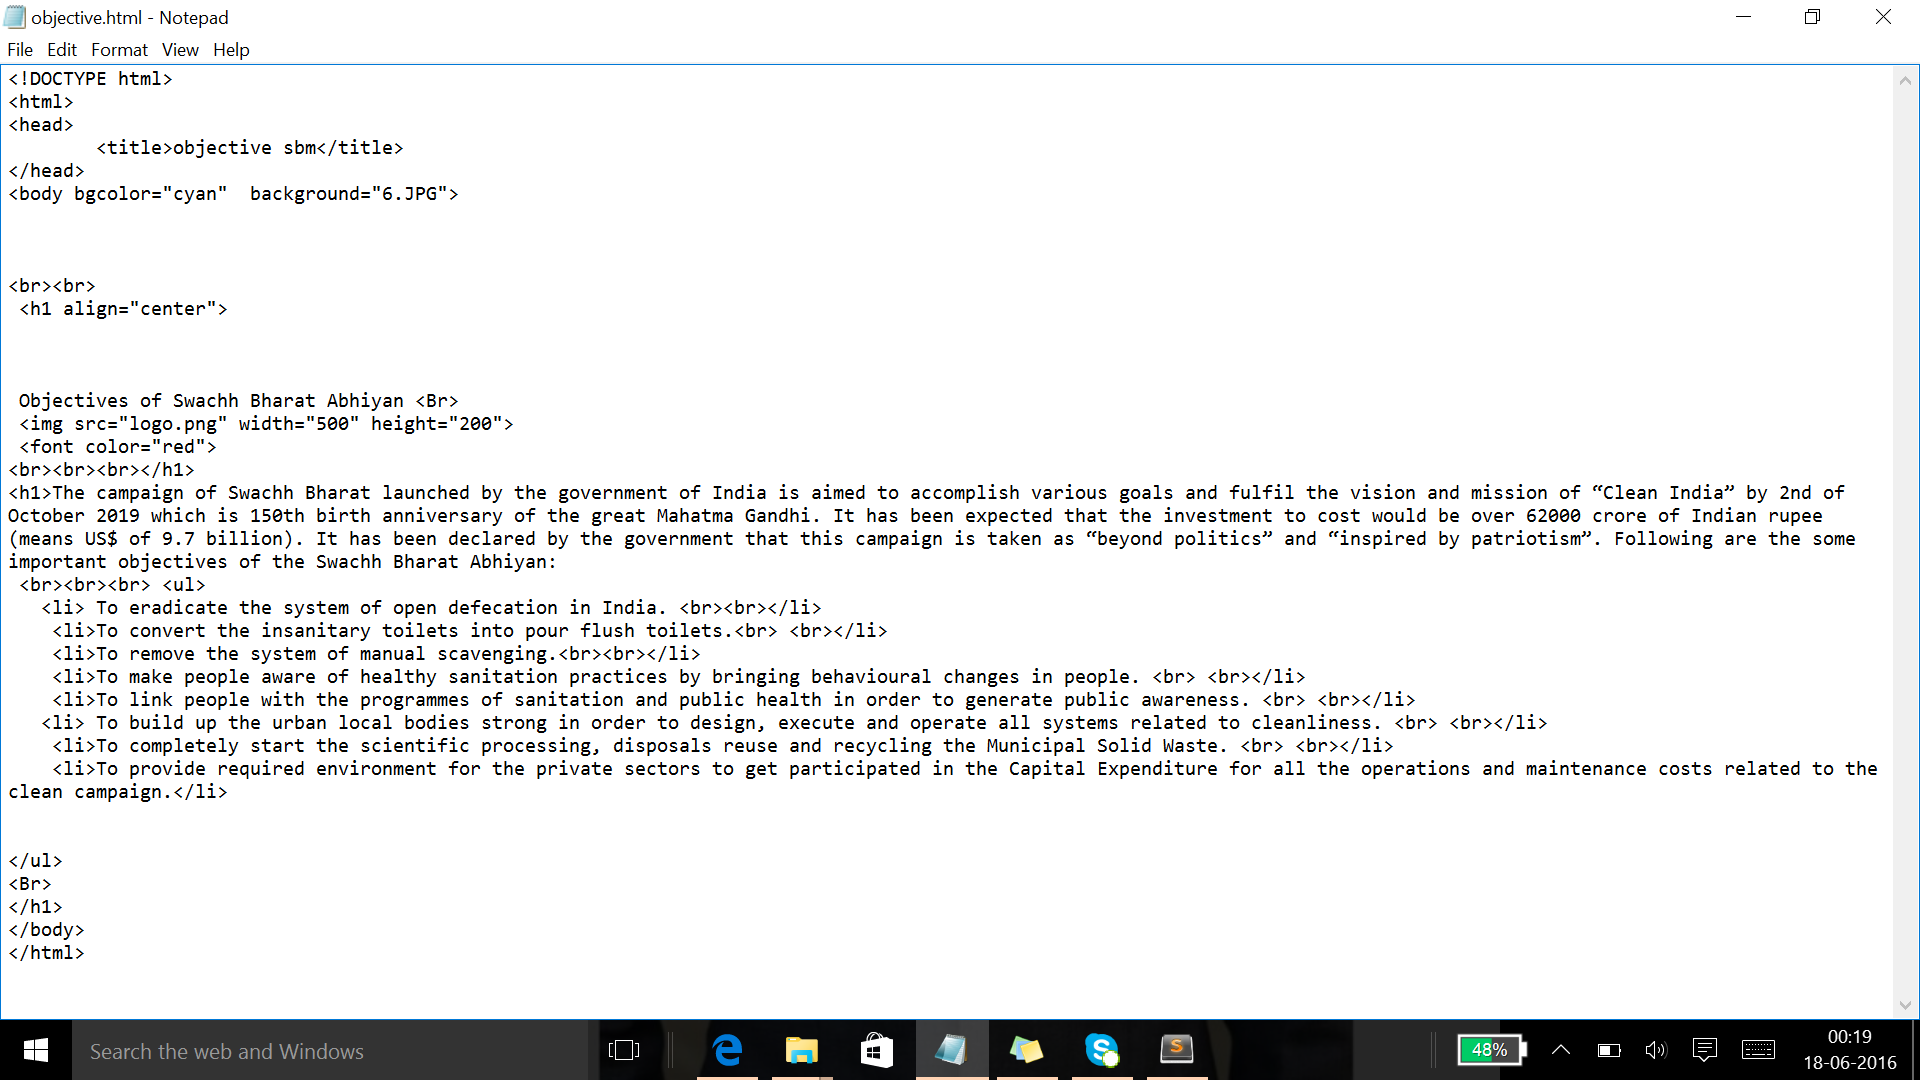 objective.html - Notepad
File Edit Format View Help
<!DOCTYPE html>
<html>
<head>
        <title>objective sbm</title>
</head>
<body bgcolor="cyan"  background="6.JPG">
<br><br>
 <h1 align="center">
 Objectives of Swachh Bharat Abhiyan <Br>
 <img src="logo.png" width="500" height="200">
 <font color="red">
<br><br><br></h1>
<h1>The campaign of Swachh Bharat launched by the government of India is aimed to accomplish various goals and fulfil the vision and mission of “Clean India” by 2nd of
October 2019 which is 150th birth anniversary of the great Mahatma Gandhi. It has been expected that the investment to cost would be over 62000 crore of Indian rupee
(means US$ of 9.7 billion). It has been declared by the government that this campaign is taken as “beyond politics” and “inspired by patriotism”. Following are the some
important objectives of the Swachh Bharat Abhiyan:
 <br><br><br> <ul>
   <li> To eradicate the system of open defecation in India. <br><br></li>
    <li>To convert the insanitary toilets into pour flush toilets.<br> <br></li>
    <li>To remove the system of manual scavenging.<br><br></li>
    <li>To make people aware of healthy sanitation practices by bringing behavioural changes in people. <br> <br></li>
    <li>To link people with the programmes of sanitation and public health in order to generate public awareness. <br> <br></li>
   <li> To build up the urban local bodies strong in order to design, execute and operate all systems related to cleanliness. <br> <br></li>
    <li>To completely start the scientific processing, disposals reuse and recycling the Municipal Solid Waste. <br> <br></li>
    <li>To provide required environment for the private sectors to get participated in the Capital Expenditure for all the operations and maintenance costs related to the
clean campaign.</li>
</ul>
<Br>
</h1>
</body>
</html>
Search the web and Windows
48%
00:19
18-06-2016